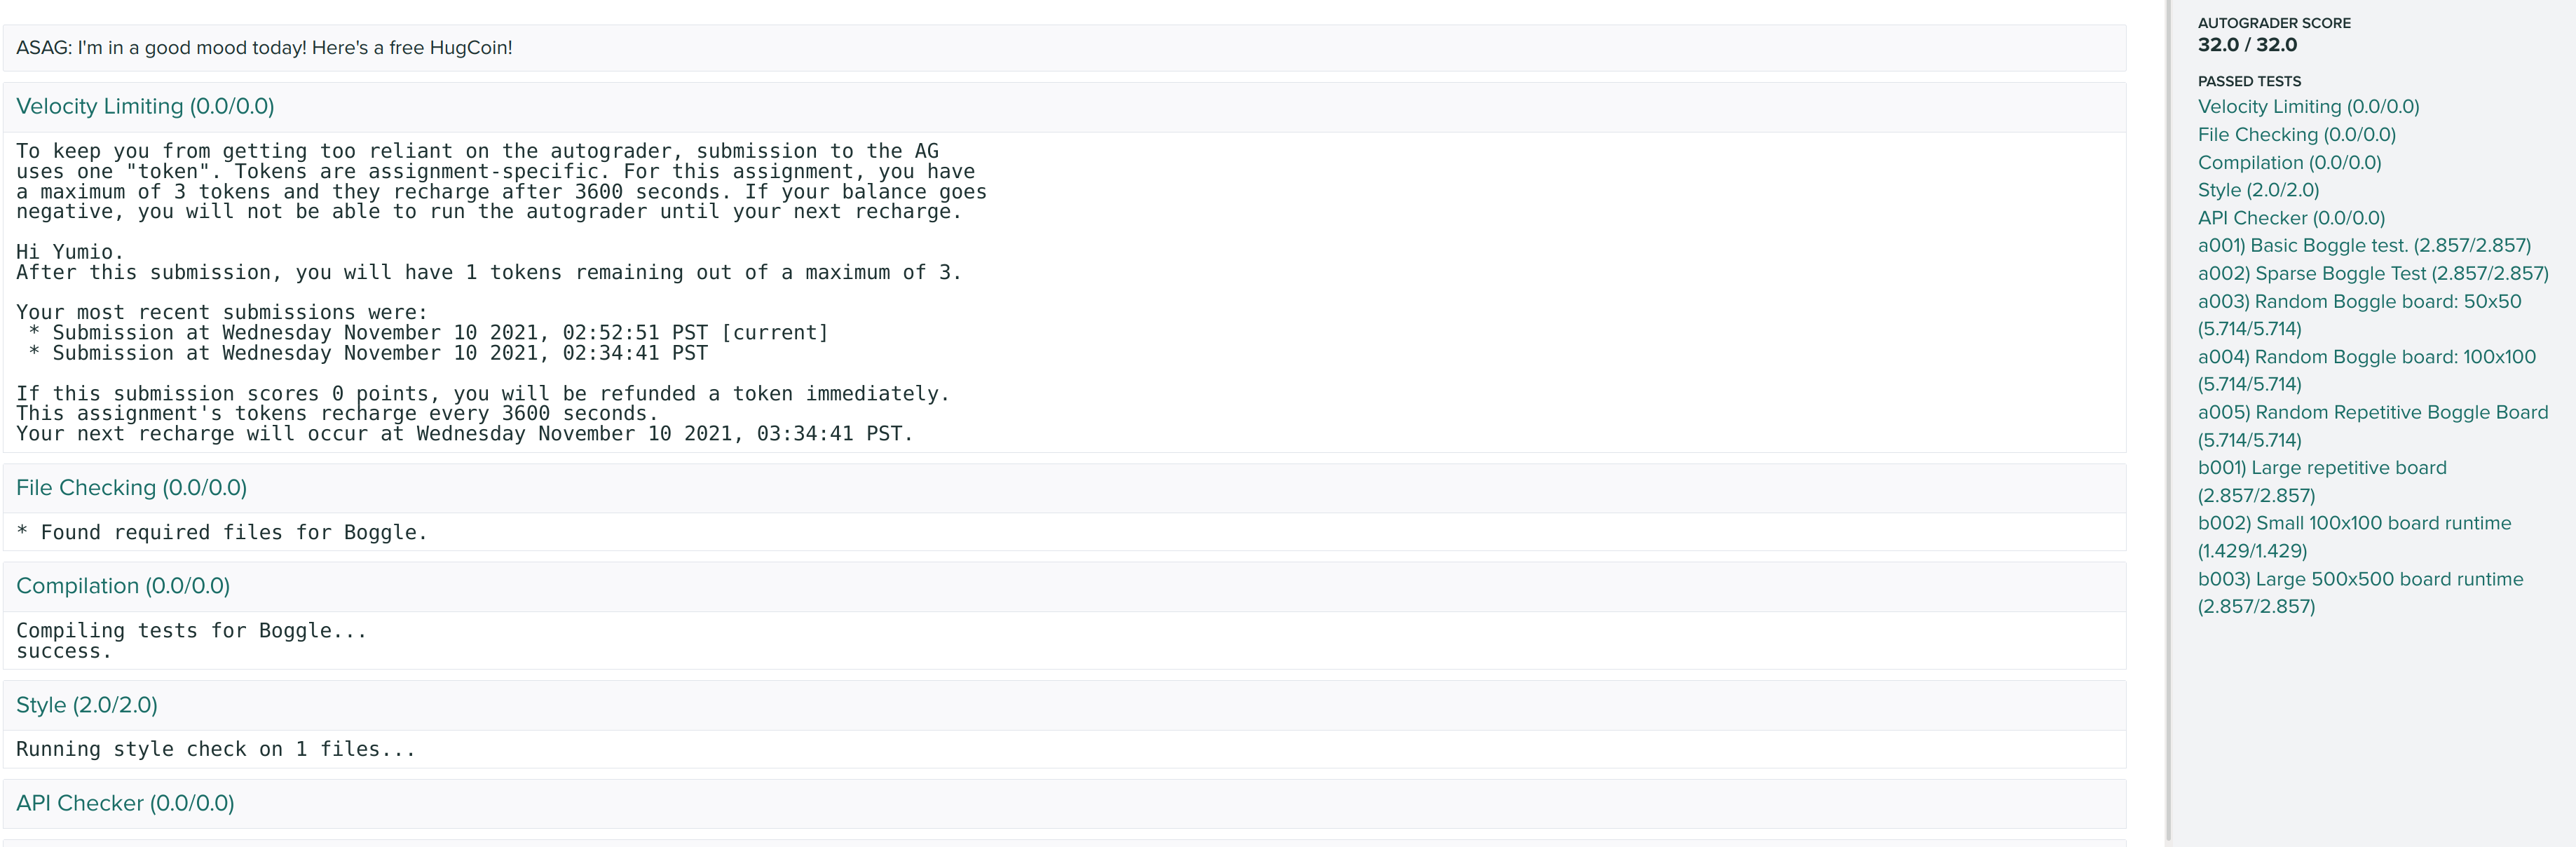 ASAG: I'm in a good mood today! Here's a free HugCoin!
Velocity Limiting (0.0/0.0)
To keep you from getting too reliant on the autograder, submission to the AG
uses one "token". Tokens are assignment-specific. For this assignment, you have
a maximum of 3 tokens and they recharge after 3600 seconds. If your balance goes
negative, you will not be able to run the autograder until your next recharge.
Hi Yumio.
After this submission, you will have 1 tokens remaining out of a maximum of 3.
Your most recent submissions were:
* Submission at Wednesday November 10 2021, 02:52:51 PST [current]
* Submission at Wednesday November 10 2021, 02:34:41 PST
If this submission scores 0 points, you will be refunded a token immediately.
This assignment's tokens recharge every 3600 seconds.
Your next recharge will occur at Wednesday November 10 2021, 03:34:41 PST.
File Checking (0.0/0.0)
* Found required files for Boggle.
Compilation (0.0/0.0)
Compiling tests for Boggle...
success.
Style (2.0/2.0)
Running style check on 1 files...
API Checker (0.0/0.0)
AUTOGRADER SCORE
32.0 / 32.0
PASSED TESTS
Velocity Limiting (0.0/0.0)
File Checking (0.0/0.0)
Compilation (0.0/0.0)
Style (2.0/2.0)
API Checker (0.0/0.0)
a001) Basic Boggle test. (2.857/2.857)
a002) Sparse Boggle Test (2.857/2.857)
a003) Random Boggle board: 50x50
(5.714/5.714)
a004) Random Boggle board: 100x100
(5.714/5.714)
a005) Random Repetitive Boggle Board
(5.714/5.714)
b001) Large repetitive board
(2.857/2.857)
b002) Small 100x100 board runtime
(1.429/1.429)
b003) Large 500x500 board runtime
(2.857/2.857)